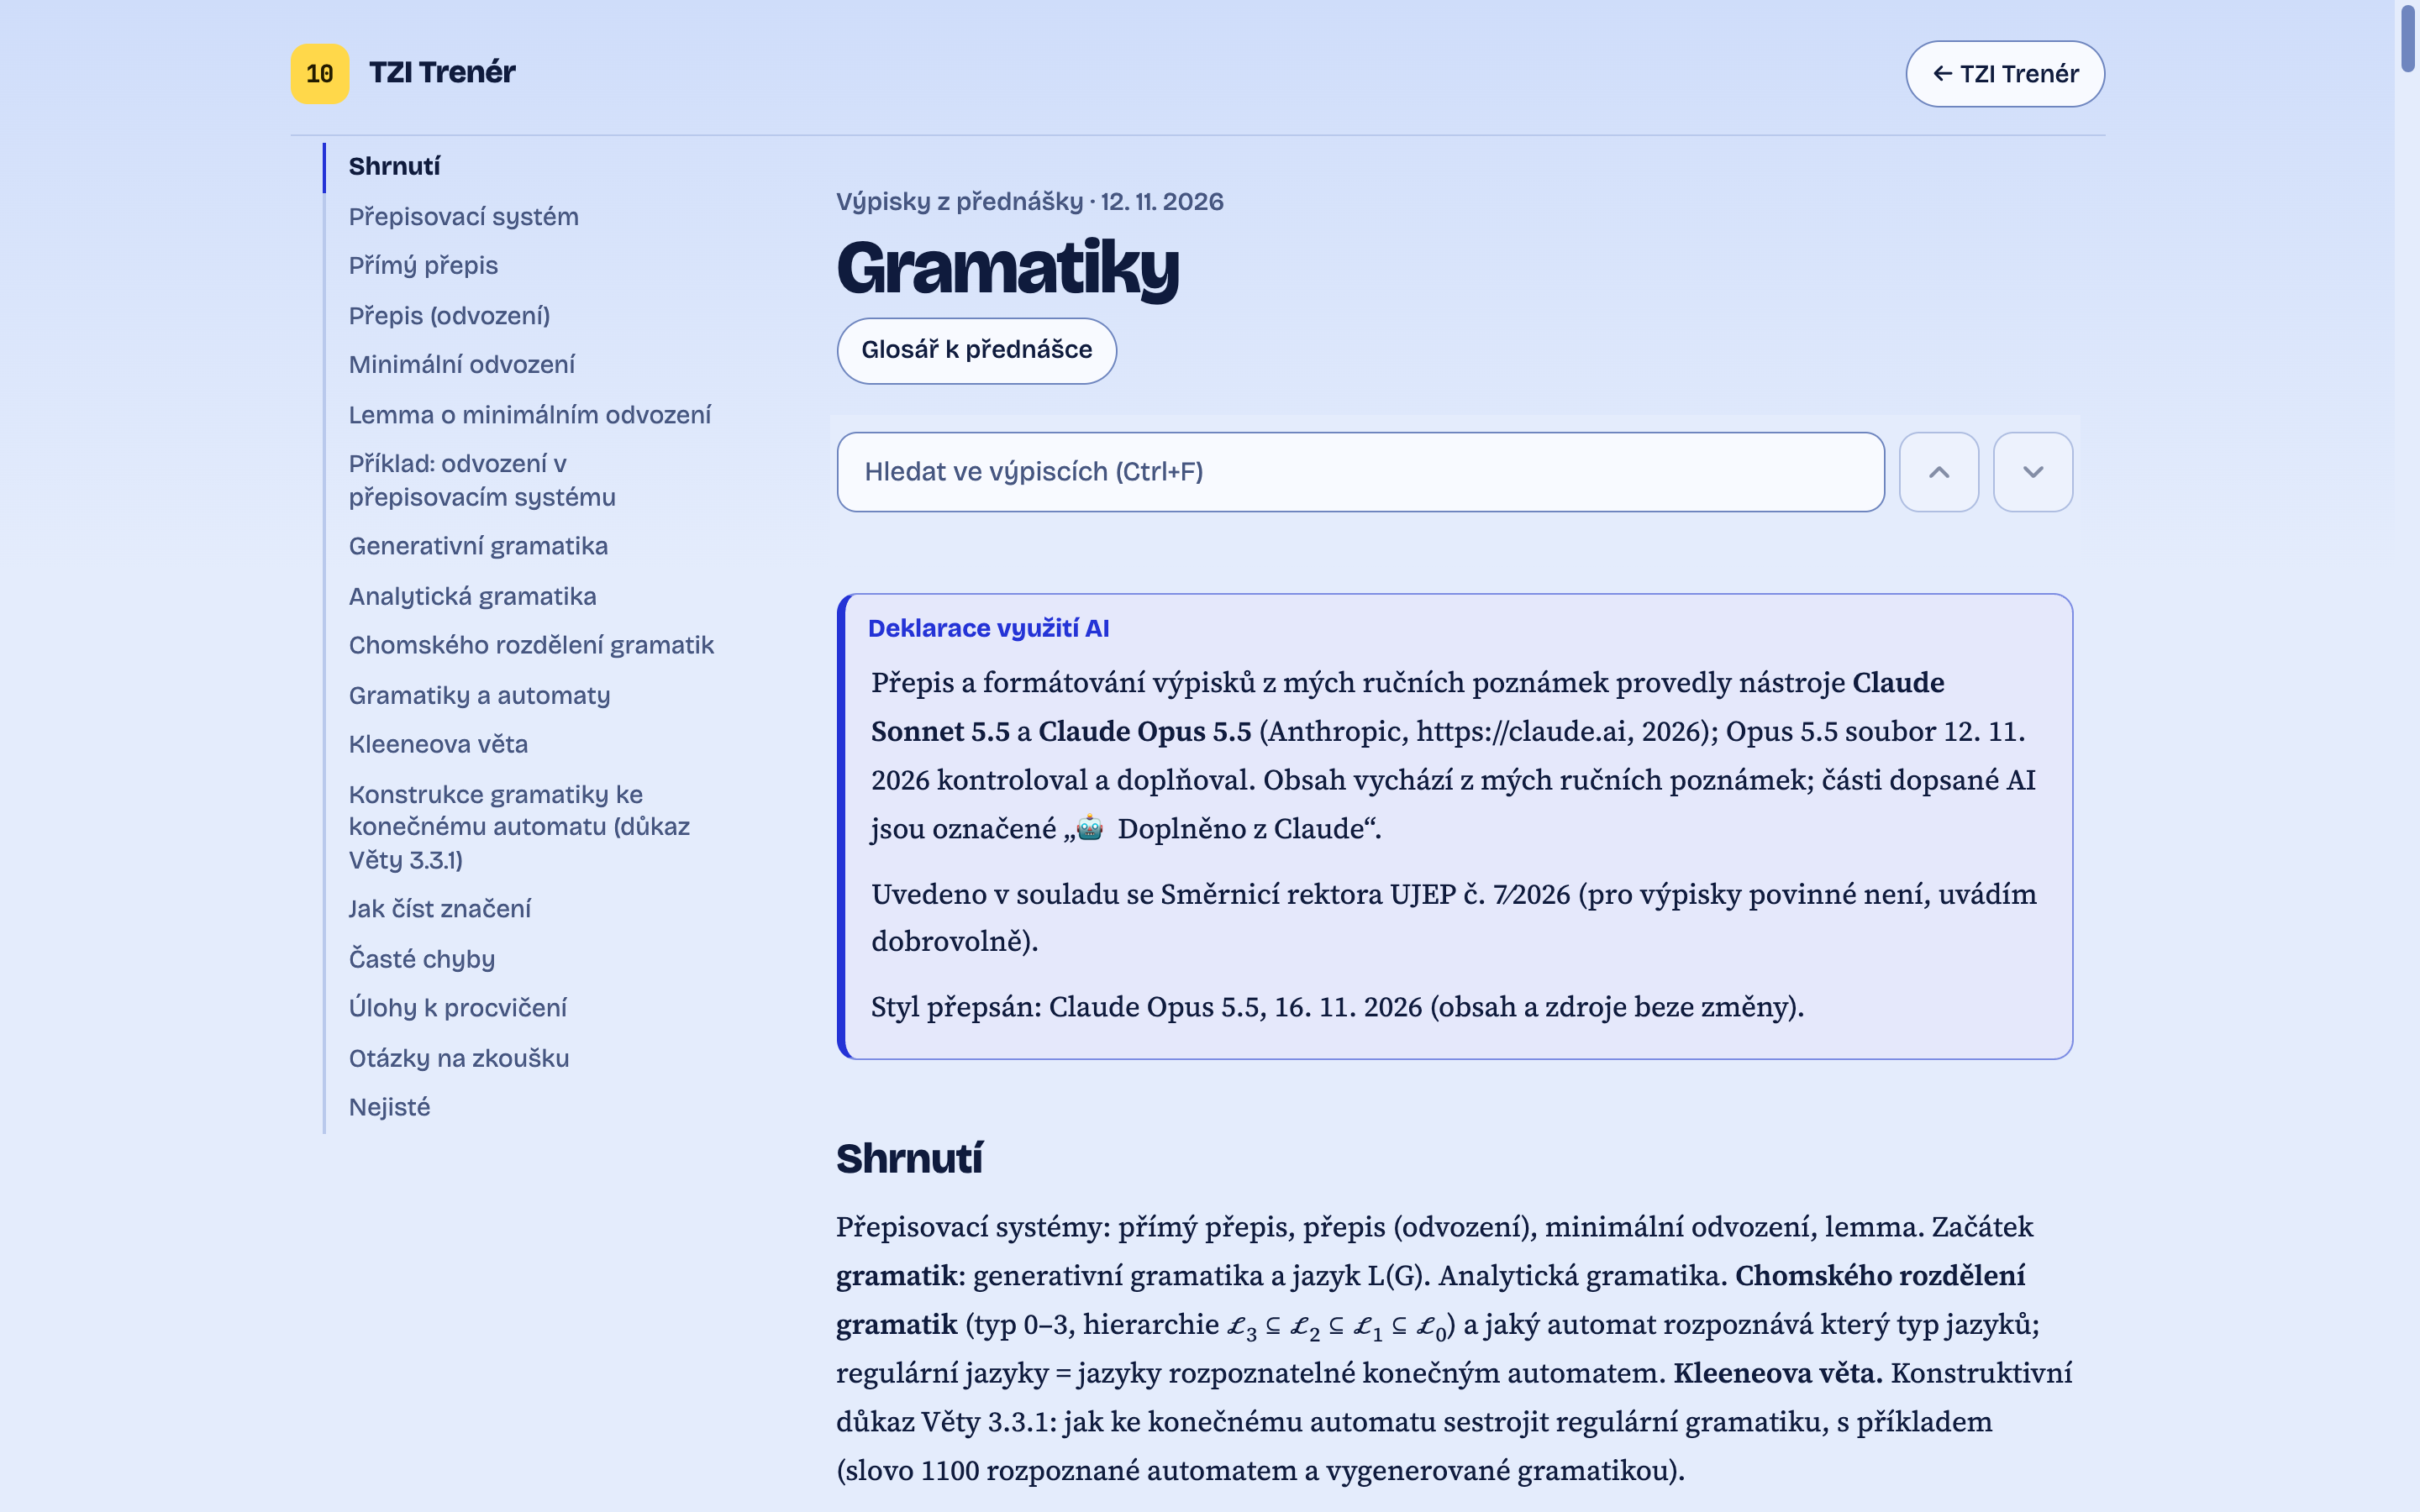 10
TZI Trenér
← TZI Trenér
Shrnutí
Přepisovací systém
Přímý přepis
Přepis (odvození)
Minimální odvození
Lemma o minimálním odvození
Příklad: odvození v
přepisovacím systému
Generativní gramatika
Analytická gramatika
Chomského rozdělení gramatik
Gramatiky a automaty
Kleeneova věta
Konstrukce gramatiky ke
konečnému automatu (důkaz
Věty 3.3.1)
Jak číst značení
Časté chyby
Úlohy k procvičení
Otázky na zkoušku
Nejisté
Výpisky z přednášky · 12. 11. 2026
Gramatiky
Glosář k přednášce
Hledat ve výpiscích (Ctrl+F)
Deklarace využití AI
Přepis a formátování výpisků z mých ručních poznámek provedly nástroje Claude
Sonnet 5.5 a Claude Opus 5.5 (Anthropic, https://claude.ai, 2026); Opus 5.5 soubor 12. 11.
2026 kontroloval a doplňoval. Obsah vychází z mých ručních poznámek; části dopsané AI
jsou označené „🤖 Doplněno z Claude“.
Uvedeno v souladu se Směrnicí rektora UJEP č. 7/2026 (pro výpisky povinné není, uvádím
dobrovolně).
Styl přepsán: Claude Opus 5.5, 16. 11. 2026 (obsah a zdroje beze změny).
Shrnutí
Přepisovací systémy: přímý přepis, přepis (odvození), minimální odvození, lemma. Začátek
gramatik: generativní gramatika a jazyk L(G). Analytická gramatika. Chomského rozdělení
gramatik (typ 0–3, hierarchie ℒ₃ ⊆ ℒ₂ ⊆ ℒ₁ ⊆ ℒ₀) a jaký automat rozpoznává který typ jazyků;
regulární jazyky = jazyky rozpoznatelné konečným automatem. Kleeneova věta. Konstruktivní
důkaz Věty 3.3.1: jak ke konečnému automatu sestrojit regulární gramatiku, s příkladem
(slovo 1100 rozpoznané automatem a vygenerované gramatikou).